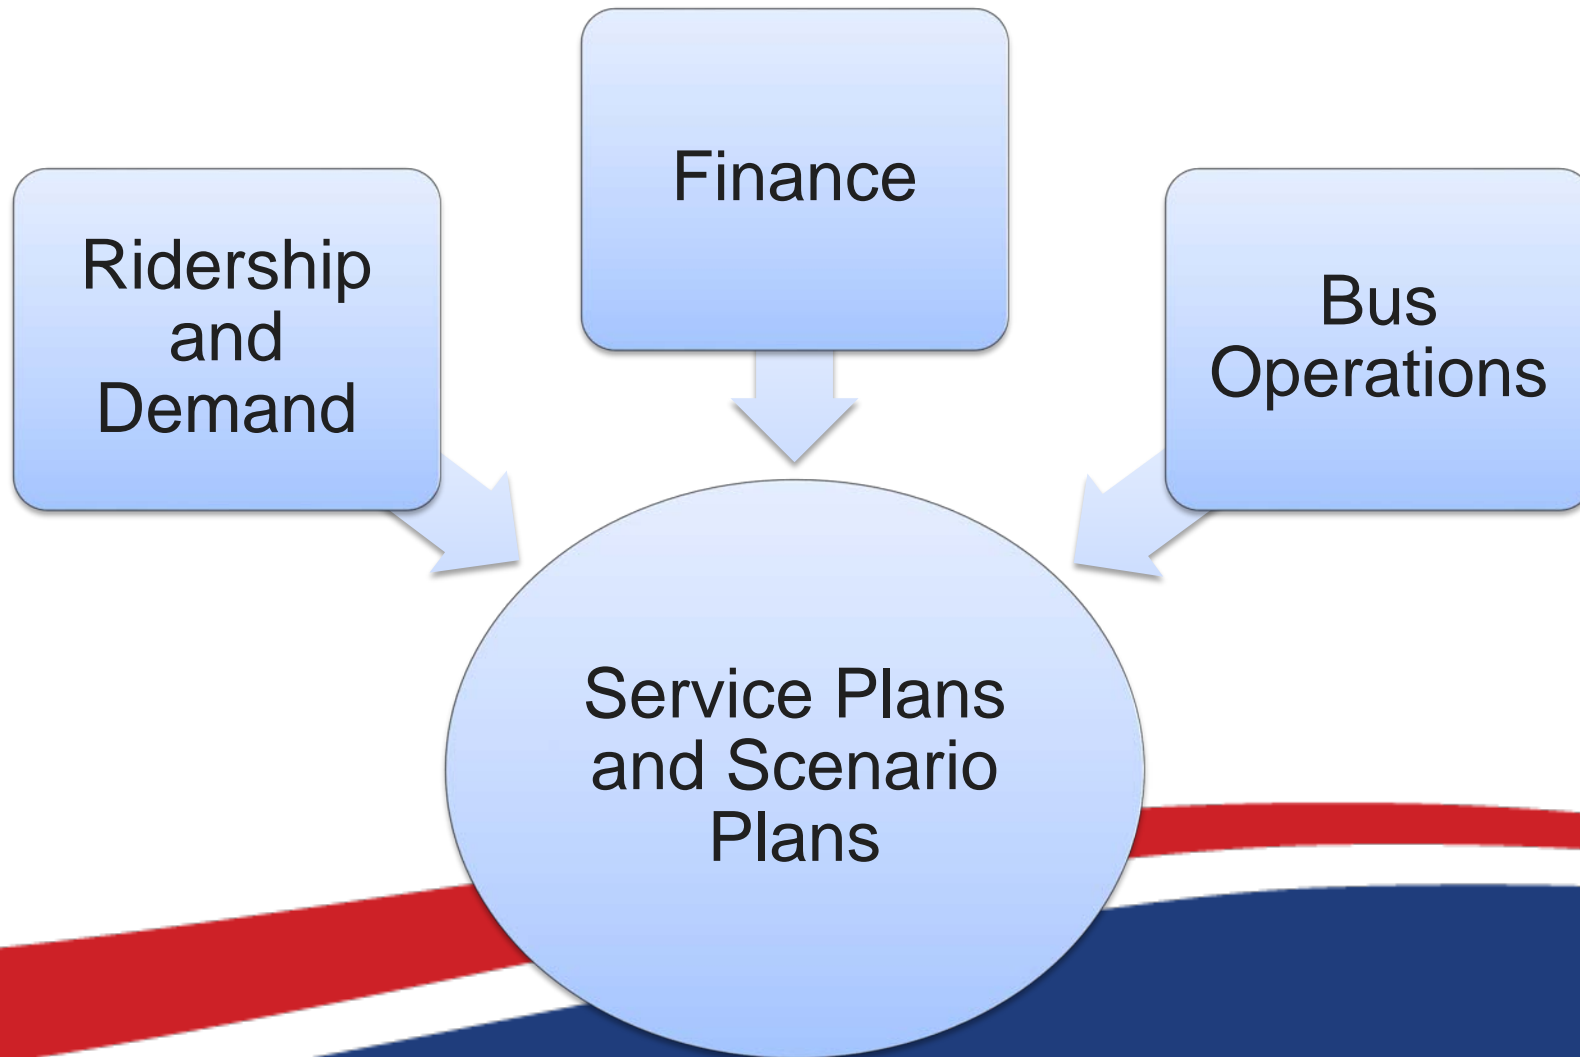 Finance
Ridership
and
Demand
Bus
Operations
Service Plans
and Scenario
Plans